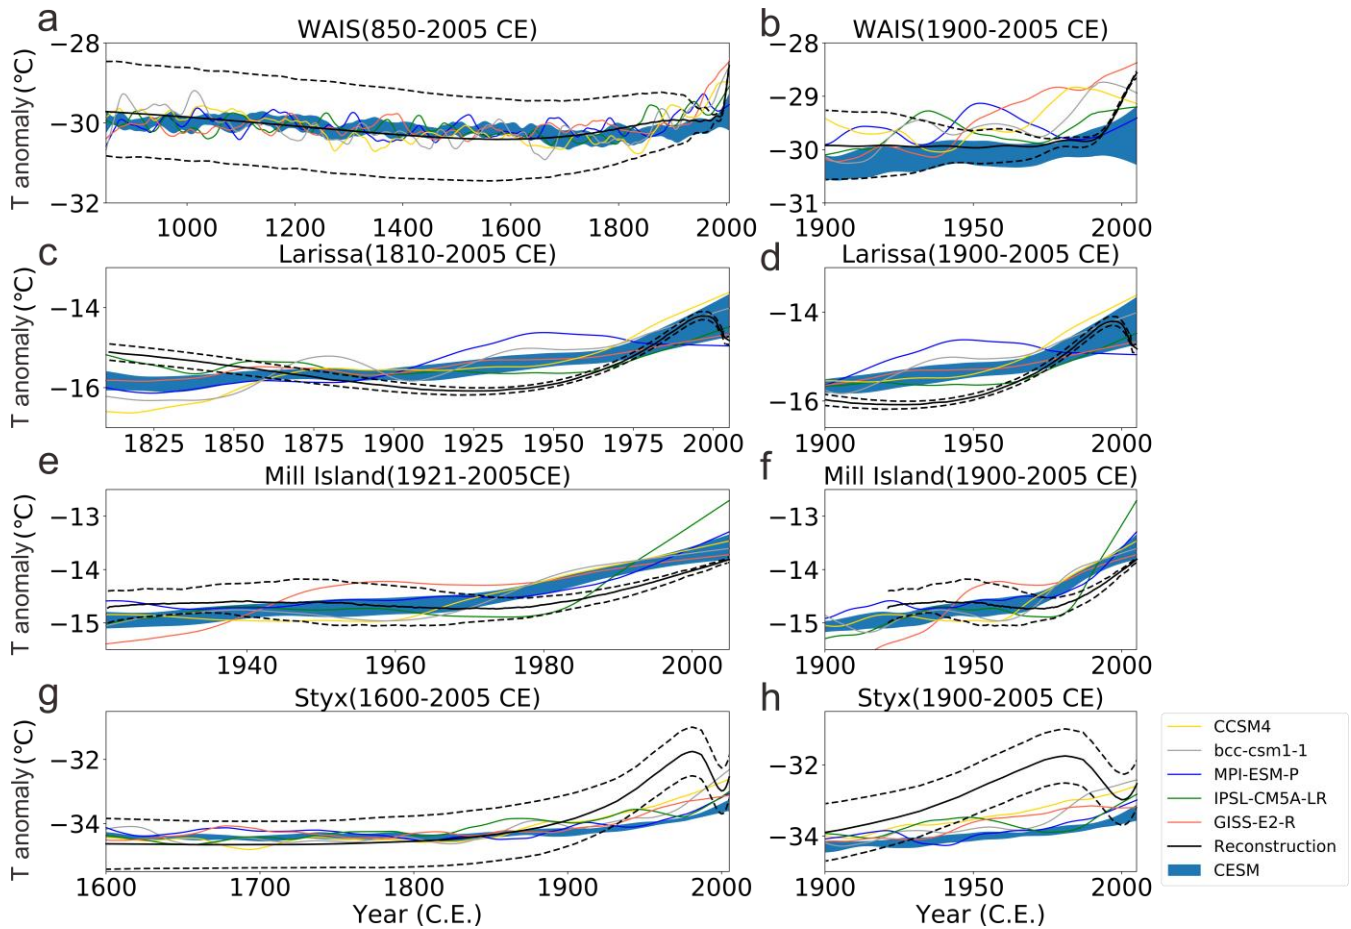 a
WAIS(850-2005 CE)
T anomaly(°C)
−28
−30
−32
1000
1200
1400
1600
1800
2000
b
WAIS(1900-2005 CE)
−28
−29
−30
−31
1900
1950
2000
c
Larissa(1810-2005 CE)
T anomaly(°C)
−14
−16
1825
1850
1875
1900
1925
1950
1975
2000
d
Larissa(1900-2005 CE)
−14
−16
1900
1950
2000
e
Mill Island(1921-2005CE)
T anomaly(°C)
−13
−14
−15
1940
1960
1980
2000
f
Mill Island(1900-2005 CE)
−13
−14
−15
1900
1950
2000
g
Styx(1600-2005 CE)
T anomaly(°C)
−32
−34
1600
1700
1800
1900
2000
Year (C.E.)
h
Styx(1900-2005 CE)
−32
−34
1900
1950
2000
Year (C.E.)
CCSM4
bcc-csm1-1
MPI-ESM-P
IPSL-CM5A-LR
GISS-E2-R
Reconstruction
CESM